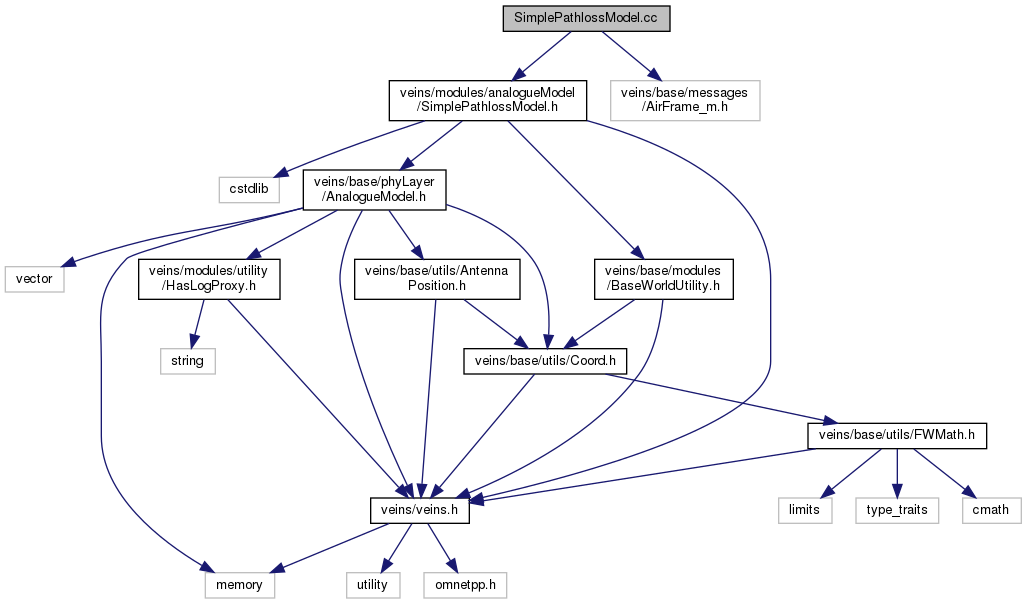 SimplePathlossModel.cc
veins/modules/analogueModel
/SimplePathlossModel.h
veins/base/messages
/AirFrame_m.h
cstdlib
veins/base/phyLayer
/AnalogueModel.h
vector
veins/modules/utility
/HasLogProxy.h
veins/base/utils/Antenna
Position.h
veins/base/modules
/BaseWorldUtility.h
string
veins/base/utils/Coord.h
veins/base/utils/FWMath.h
veins/veins.h
limits
type_traits
cmath
memory
utility
omnetpp.h